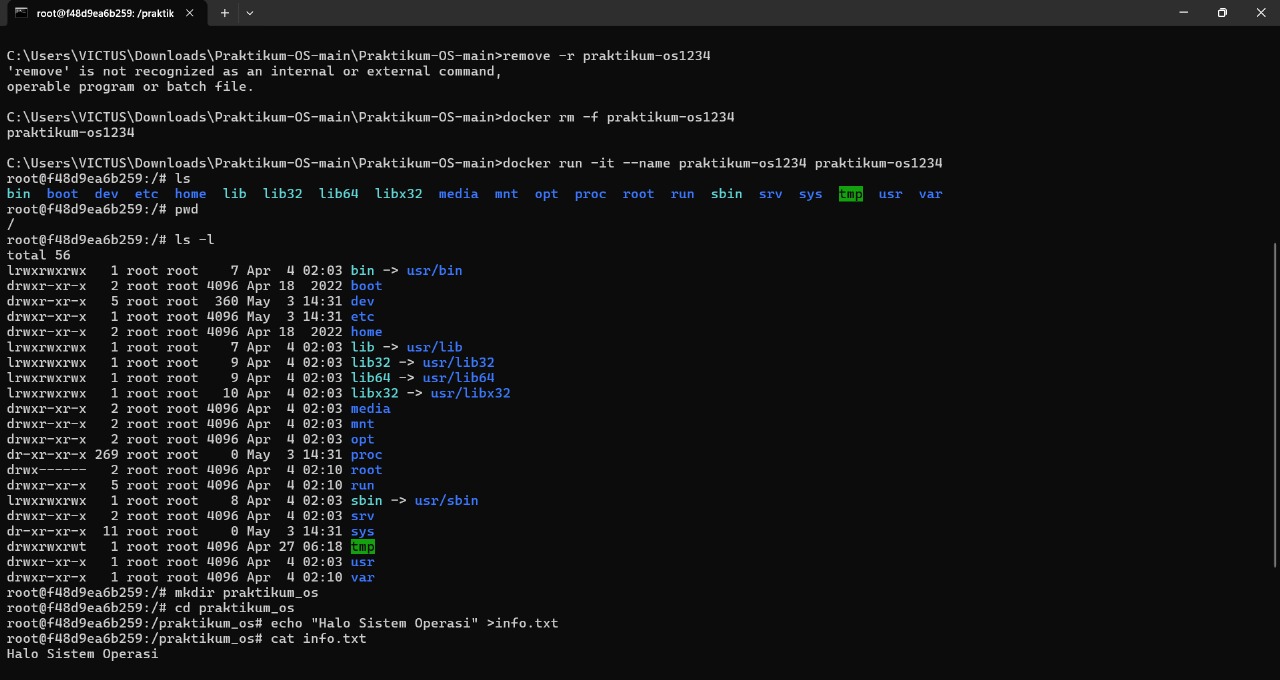 root@f48d9ea6b259: /praktik
C:\Users\VICTUS\Downloads\Praktikum-OS-main\Praktikum-OS-main>remove -r praktikum-os1234
'remove' is not recognized as an internal or external command,
operable program or batch file.
C:\Users\VICTUS\Downloads\Praktikum-OS-main\Praktikum-OS-main>docker rm -f praktikum-os1234
praktikum-os1234
C:\Users\VICTUS\Downloads\Praktikum-OS-main\Praktikum-OS-main>docker run -it --name praktikum-os1234 praktikum-os1234
root@f48d9ea6b259:/# ls
bin  boot  dev  etc  home  lib  lib32  lib64  libx32  media  mnt  opt  proc  root  run  sbin  srv  sys  tmp  usr  var
root@f48d9ea6b259:/# pwd
/
root@f48d9ea6b259:/# ls -l
total 56
lrwxrwxrwx   1 root root    7 Apr  4 02:03 bin -> usr/bin
drwxr-xr-x   2 root root 4096 Apr 18  2022 boot
drwxr-xr-x   5 root root  360 May  3 14:31 dev
drwxr-xr-x   1 root root 4096 May  3 14:31 etc
drwxr-xr-x   2 root root 4096 Apr 18  2022 home
lrwxrwxrwx   1 root root    7 Apr  4 02:03 lib -> usr/lib
lrwxrwxrwx   1 root root    9 Apr  4 02:03 lib32 -> usr/lib32
lrwxrwxrwx   1 root root    9 Apr  4 02:03 lib64 -> usr/lib64
lrwxrwxrwx   1 root root   10 Apr  4 02:03 libx32 -> usr/libx32
drwxr-xr-x   2 root root 4096 Apr  4 02:03 media
drwxr-xr-x   2 root root 4096 Apr  4 02:03 mnt
drwxr-xr-x   2 root root 4096 Apr  4 02:03 opt
dr-xr-xr-x 269 root root    0 May  3 14:31 proc
drwx------   2 root root 4096 Apr  4 02:10 root
drwxr-xr-x   5 root root 4096 Apr  4 02:10 run
lrwxrwxrwx   1 root root    8 Apr  4 02:03 sbin -> usr/sbin
drwxr-xr-x   2 root root 4096 Apr  4 02:03 srv
dr-xr-xr-x  11 root root    0 May  3 14:31 sys
drwxrwxrwt   1 root root 4096 Apr 27 06:18 tmp
drwxr-xr-x   1 root root 4096 Apr  4 02:03 usr
drwxr-xr-x   1 root root 4096 Apr  4 02:10 var
root@f48d9ea6b259:/# mkdir praktikum_os
root@f48d9ea6b259:/# cd praktikum_os
root@f48d9ea6b259:/praktikum_os# echo "Halo Sistem Operasi" >info.txt
root@f48d9ea6b259:/praktikum_os# cat info.txt
Halo Sistem Operasi